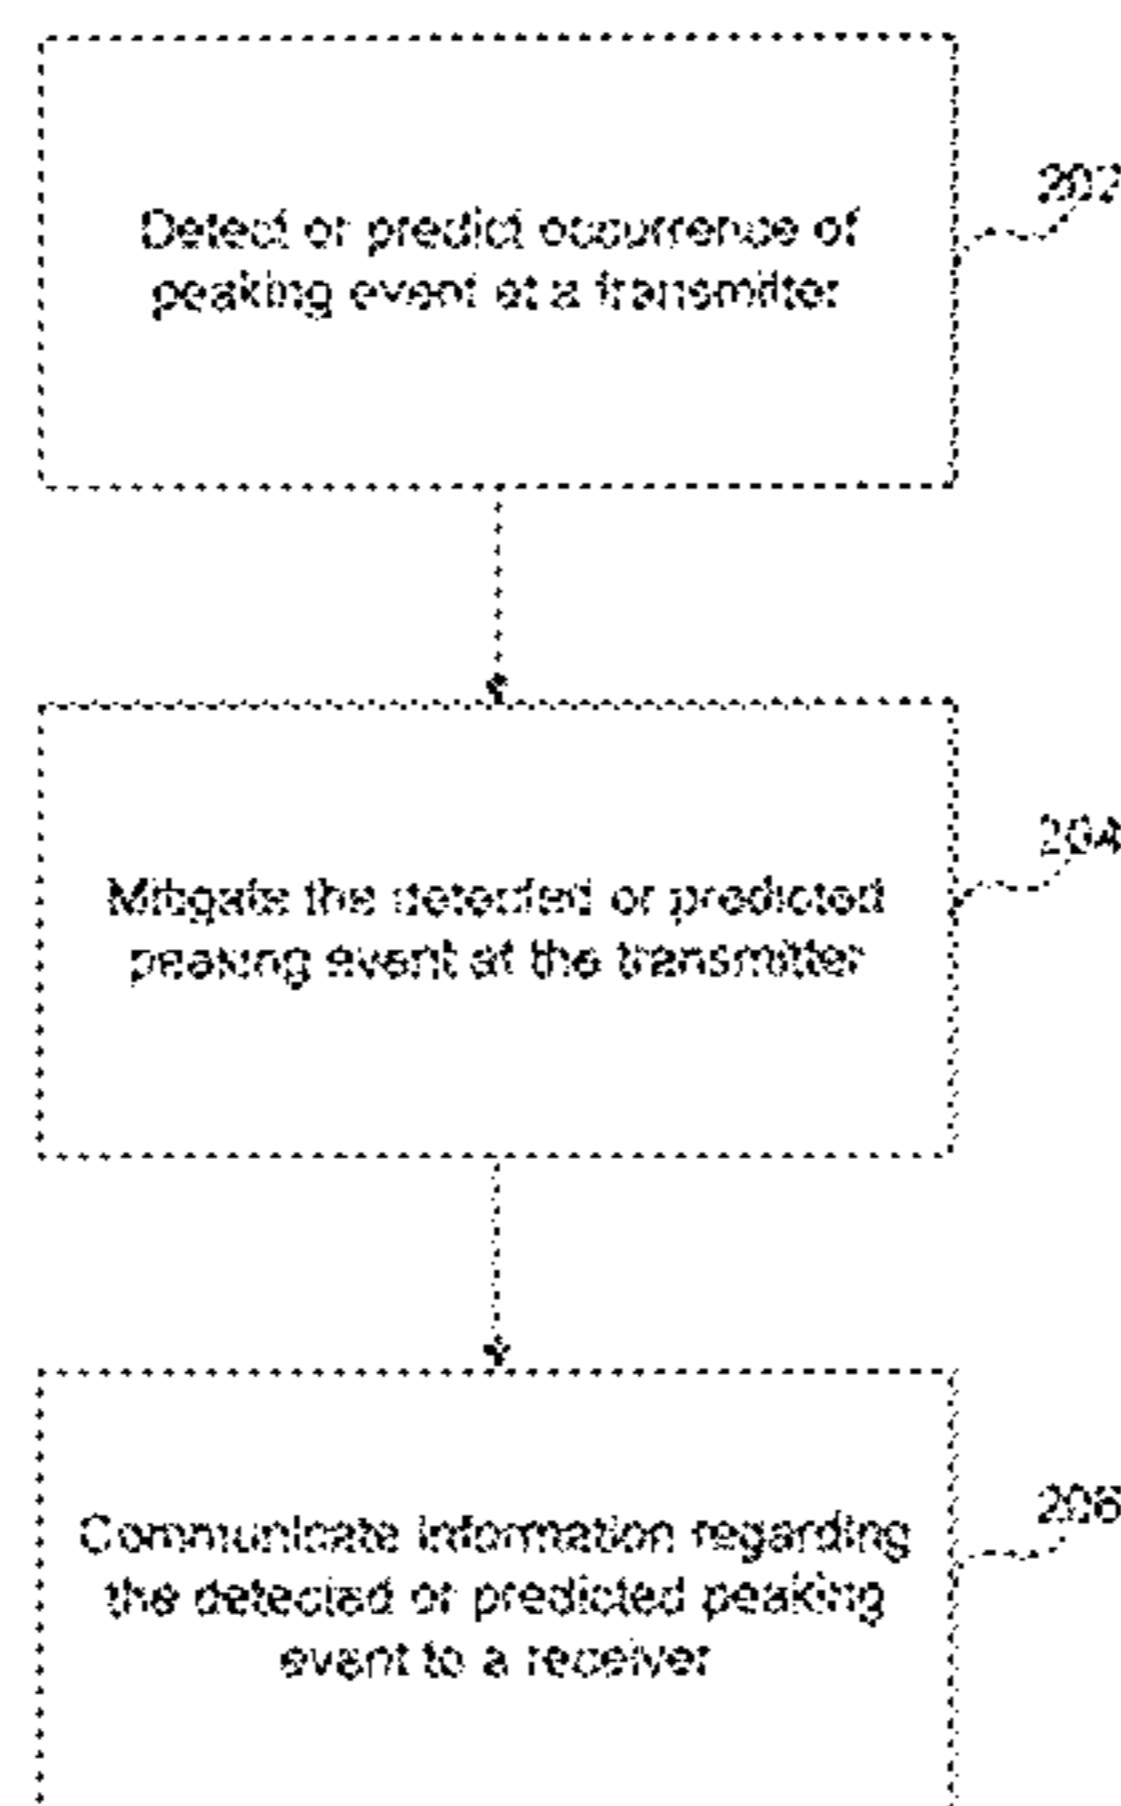 202
Detect or predict occurrence of
peaking event at a transmitter
204
Mitigate the detected or predicted
peaking event at the transmitter
206
Communicate information regarding
the detected or predicted peaking
event to a receiver